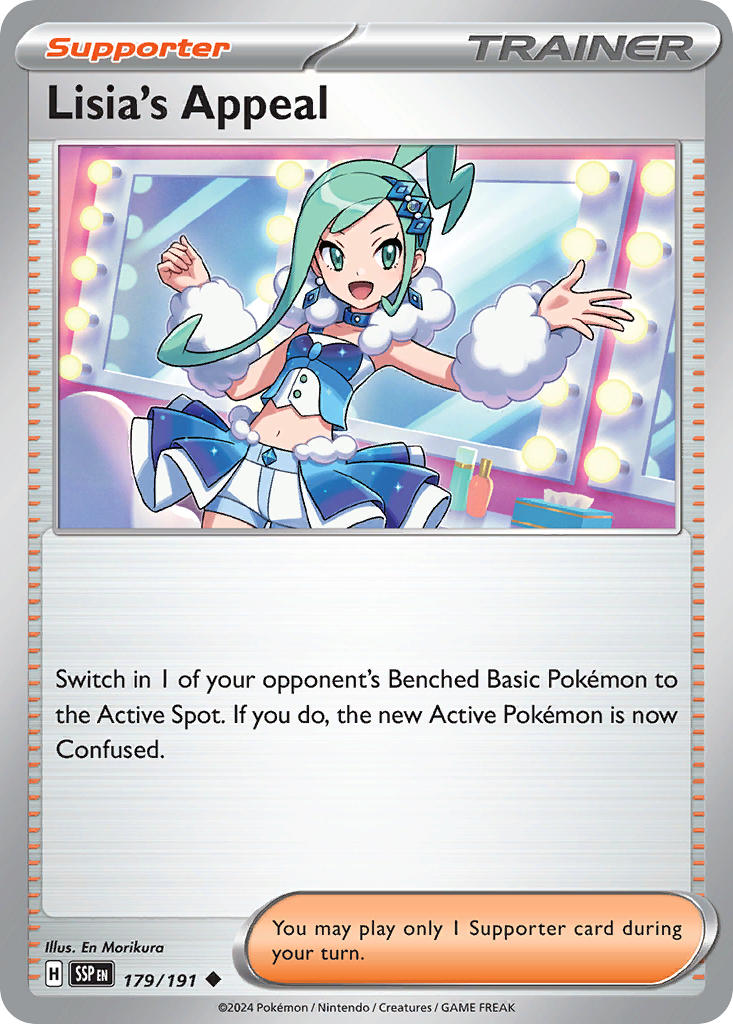 Supporter
TRAINER
Lisia's Appeal
Switch in 1 of your opponent's Benched Basic Pokémon to
the Active Spot. If you do, the new Active Pokémon is now
Confused.
You may play only 1 Supporter card during
your turn.
Illus. En Morikura
H SSP EN 179/191 ◆
©2024 Pokémon / Nintendo / Creatures / GAME FREAK